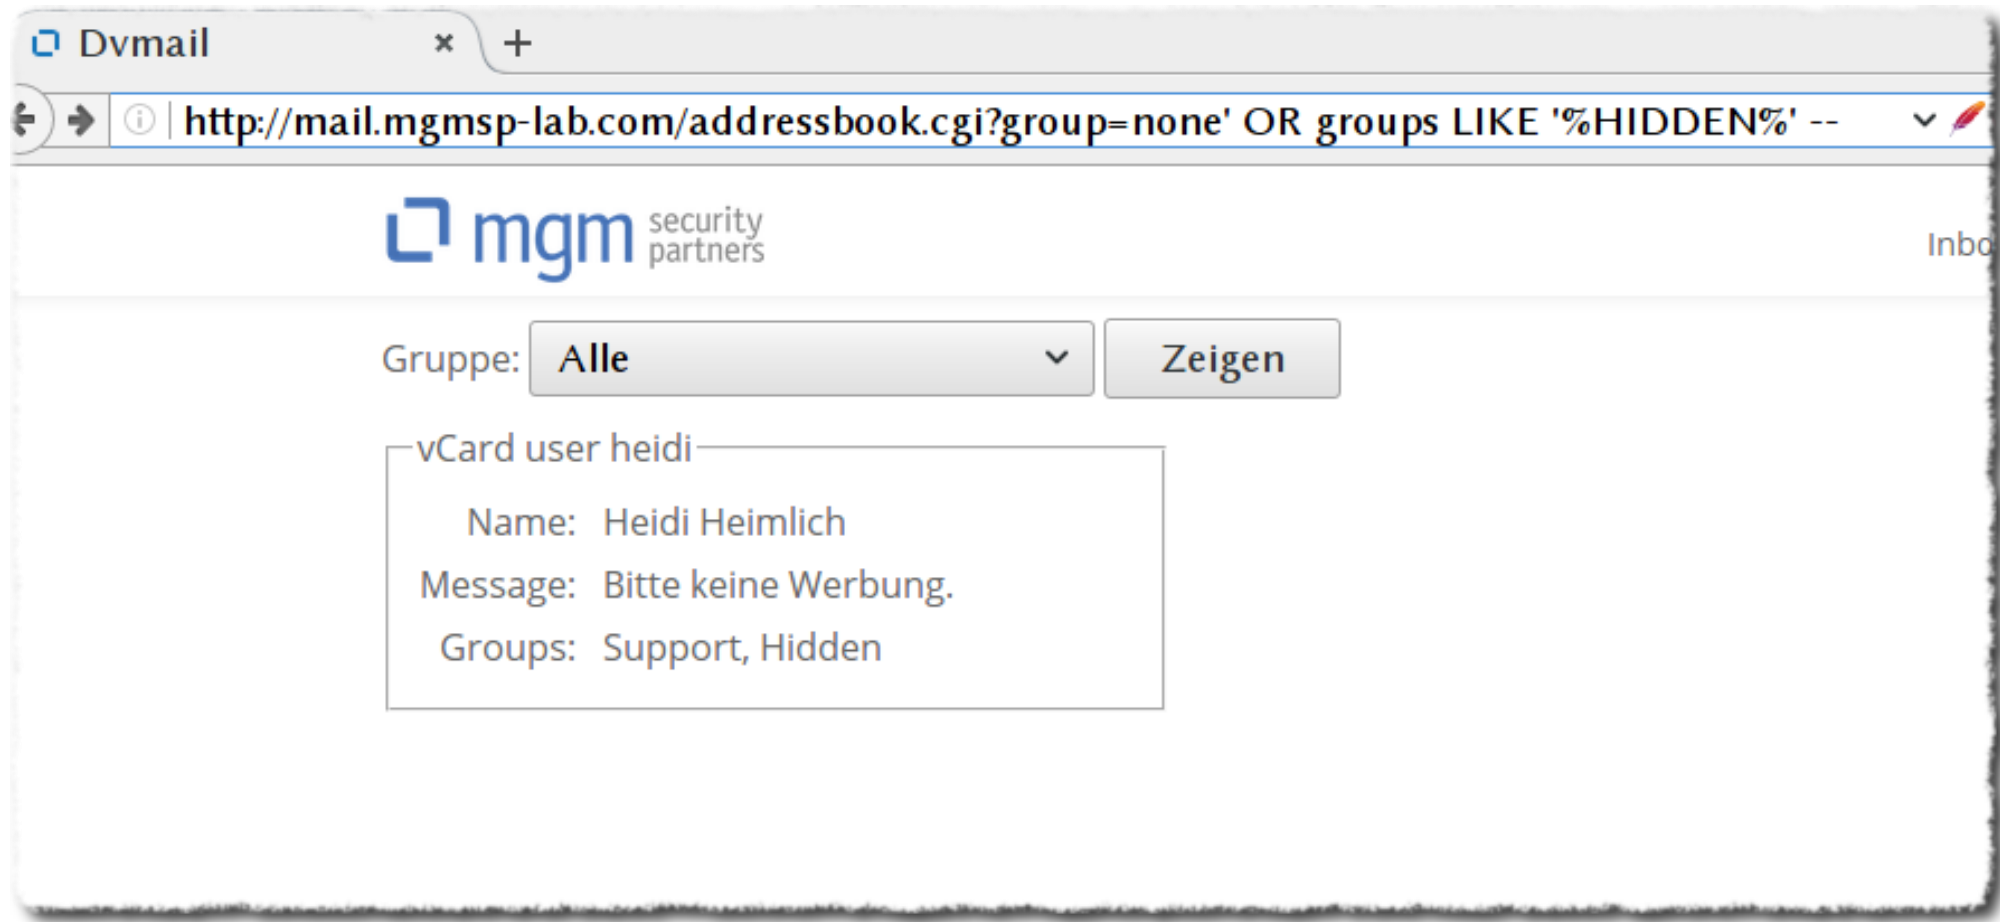 Dvmail
http://mail.mgmsp-lab.com/addressbook.cgi?group=none' OR groups LIKE '%HIDDEN%' --
mgm security partners
Gruppe: Alle Zeigen
vCard user heidi
Name: Heidi Heimlich
Message: Bitte keine Werbung.
Groups: Support, Hidden